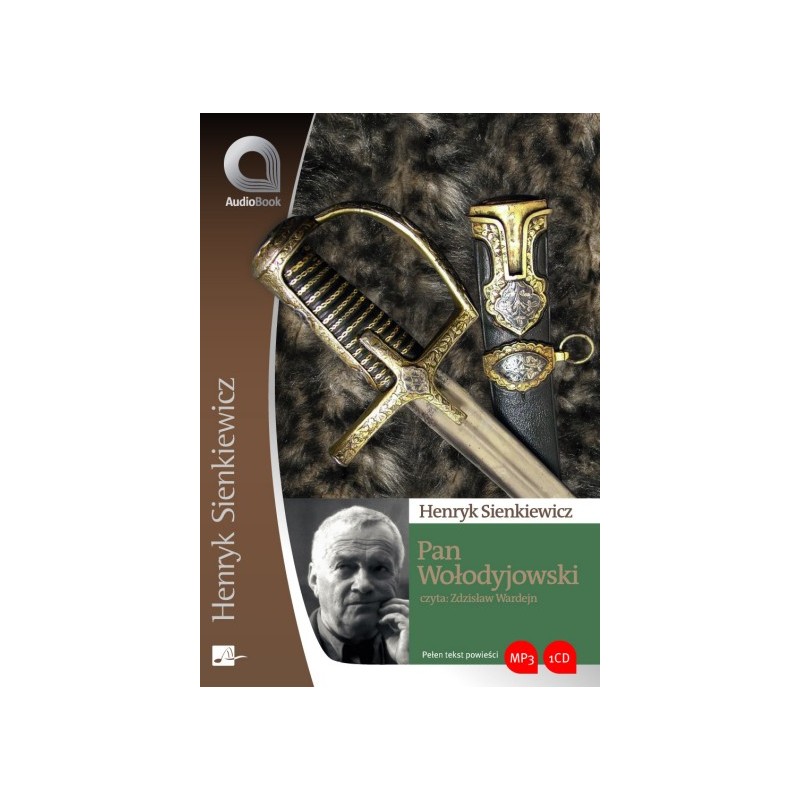 AudioBook
Henryk Sienkiewicz
Henryk Sienkiewicz
Pan
Wołodyjowski
czyta: Zdzisław Wardejn
Pełen tekst powieści
MP3
1CD